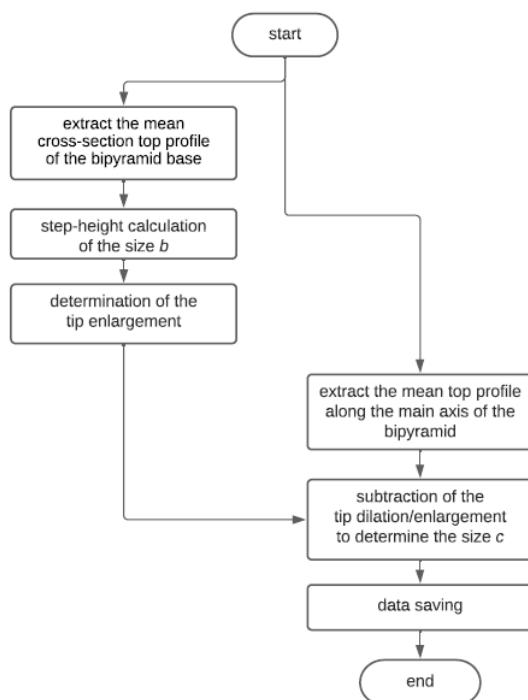 start
extract the mean
cross-section top profile
of the bipyramid base
step-height calculation
of the size b
determination of the
tip enlargement
extract the mean top profile
along the main axis of the
bipyramid
subtraction of the
tip dilation/enlargement
to determine the size c
data saving
end